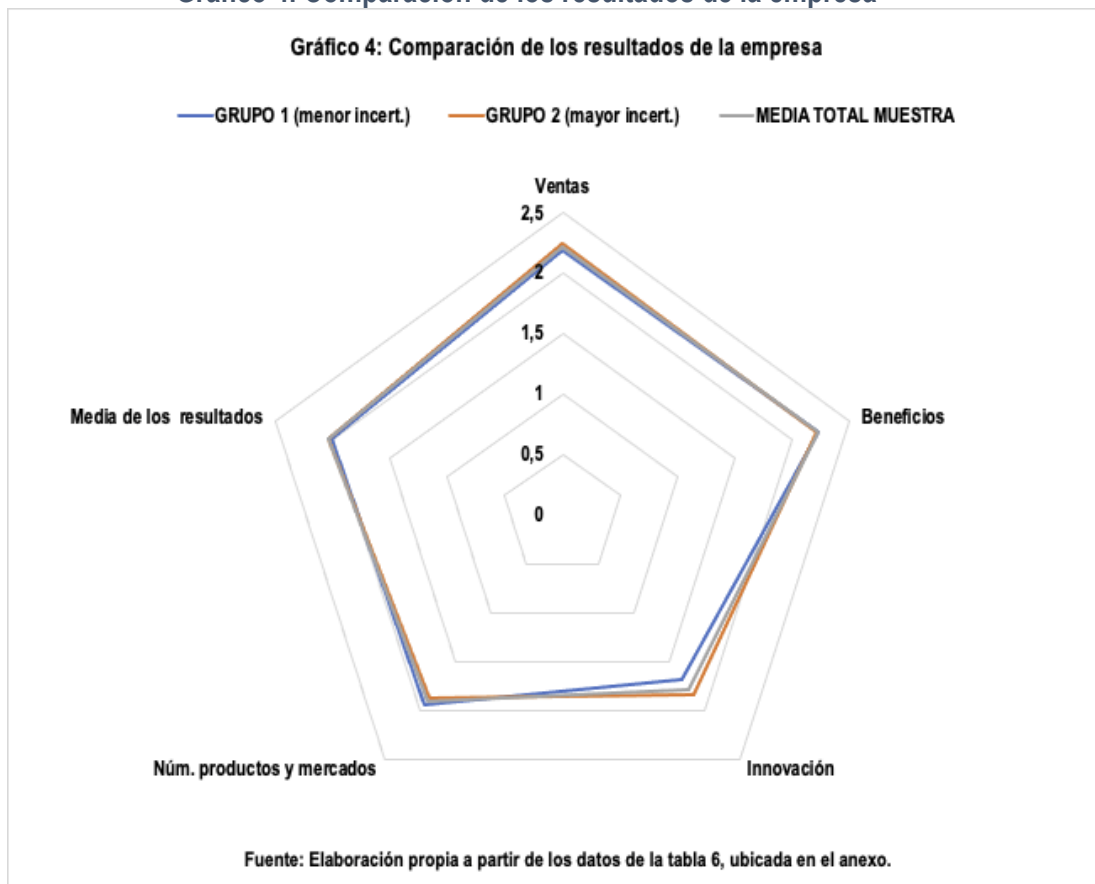 Gráfico 4: Comparación de los resultados de la empresa
GRUPO 1 (menor incert.) GRUPO 2 (mayor incert.) MEDIA TOTAL MUESTRA
Ventas
2,5
2
1,5
1
0,5
0
Media de los resultados
Beneficios
Núm. productos y mercados
Innovación
Fuente: Elaboración propia a partir de los datos de la tabla 6, ubicada en el anexo.